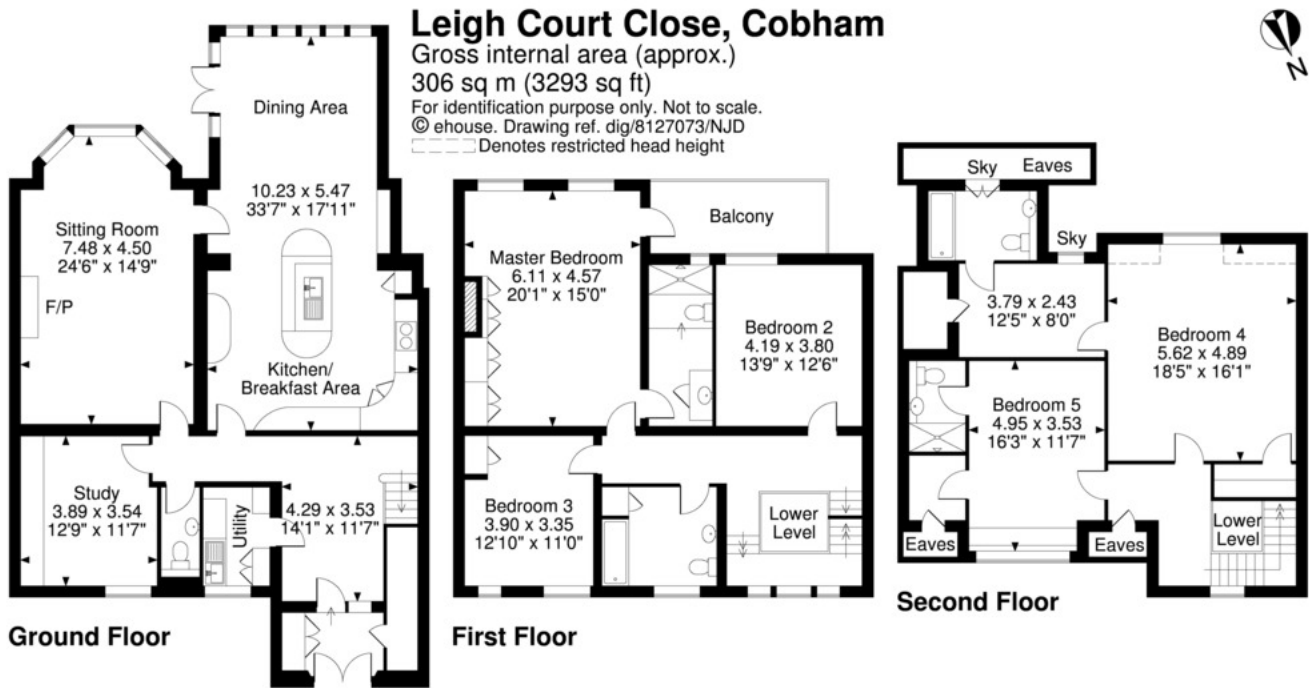 Leigh Court Close, Cobham
Gross internal area (approx.)
306 sq m (3293 sq ft)
For identification purpose only. Not to scale.
© ehouse. Drawing ref. dig/8127073/NJD
Denotes restricted head height
N
Dining Area
10.23 x 5.47
33'7" x 17'11"
Sitting Room
7.48 x 4.50
24'6" x 14'9"
F/P
Kitchen/
Breakfast Area
Study
3.89 x 3.54
12'9" x 11'7"
Utility
4.29 x 3.53
14'1" x 11'7"
Ground Floor
Balcony
Master Bedroom
6.11 x 4.57
20'1" x 15'0"
Bedroom 2
4.19 x 3.80
13'9" x 12'6"
Bedroom 3
3.90 x 3.35
12'10" x 11'0"
Lower
Level
First Floor
Sky
Eaves
Sky
3.79 x 2.43
12'5" x 8'0"
Bedroom 4
5.62 x 4.89
18'5" x 16'1"
Bedroom 5
4.95 x 3.53
16'3" x 11'7"
Eaves
Eaves
Lower
Level
Second Floor